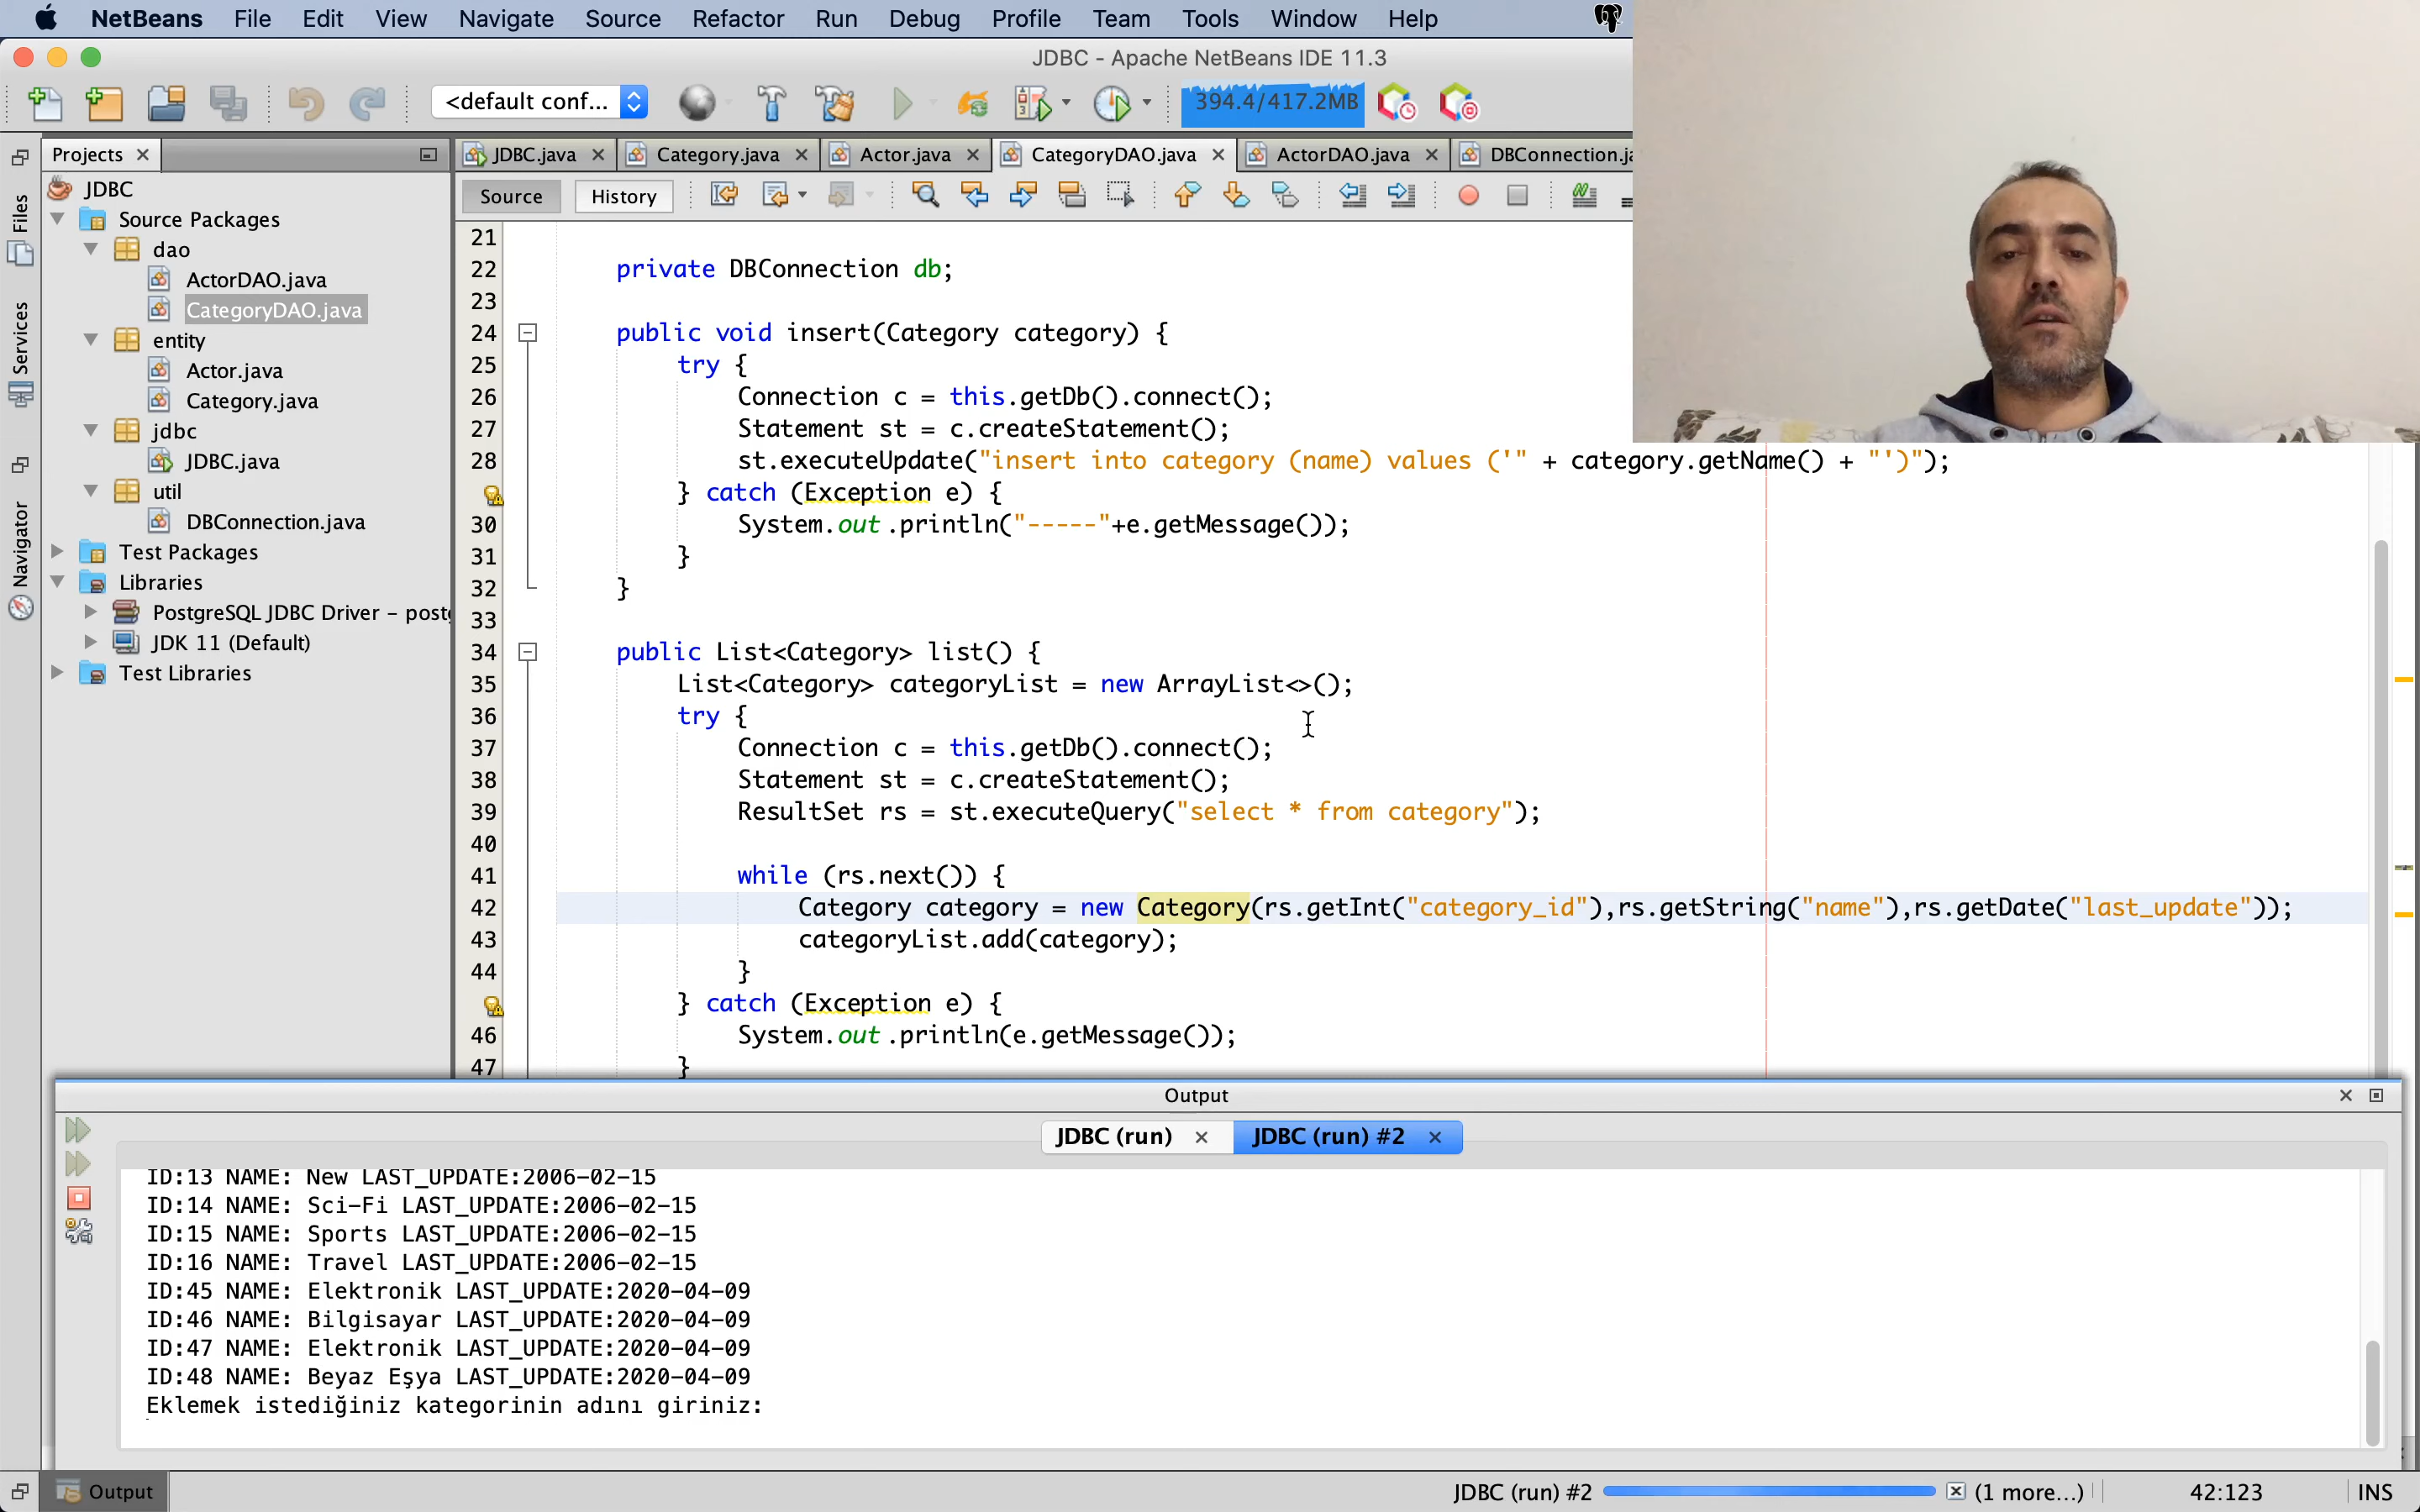 NetBeans File Edit View Navigate Source Refactor Run Debug Profile Team Tools Window Help
JDBC - Apache NetBeans IDE 11.3
<default conf...
394.4/417.2MB
Projects
JDBC.java Category.java Actor.java CategoryDAO.java ActorDAO.java DBConnection.ja
Source History
Files
Services
Navigator
JDBC
Source Packages
dao
ActorDAO.java
CategoryDAO.java
entity
Actor.java
Category.java
jdbc
JDBC.java
util
DBConnection.java
Test Packages
Libraries
PostgreSQL JDBC Driver - postg
JDK 11 (Default)
Test Libraries
21
22 private DBConnection db;
23
24 public void insert(Category category) {
25 try {
26 Connection c = this.getDb().connect();
27 Statement st = c.createStatement();
28 st.executeUpdate("insert into category (name) values ('" + category.getName() + "')");
} catch (Exception e) {
30 System.out.println("-----"+e.getMessage());
31 }
32 }
33
34 public List<Category> list() {
35 List<Category> categoryList = new ArrayList<>();
36 try {
37 Connection c = this.getDb().connect();
38 Statement st = c.createStatement();
39 ResultSet rs = st.executeQuery("select * from category");
40
41 while (rs.next()) {
42 Category category = new Category(rs.getInt("category_id"),rs.getString("name"),rs.getDate("last_update"));
43 categoryList.add(category);
44 }
} catch (Exception e) {
46 System.out.println(e.getMessage());
47 }
Output
JDBC (run) JDBC (run) #2
ID:13 NAME: New LAST_UPDATE:2006-02-15
ID:14 NAME: Sci-Fi LAST_UPDATE:2006-02-15
ID:15 NAME: Sports LAST_UPDATE:2006-02-15
ID:16 NAME: Travel LAST_UPDATE:2006-02-15
ID:45 NAME: Elektronik LAST_UPDATE:2020-04-09
ID:46 NAME: Bilgisayar LAST_UPDATE:2020-04-09
ID:47 NAME: Elektronik LAST_UPDATE:2020-04-09
ID:48 NAME: Beyaz Eşya LAST_UPDATE:2020-04-09
Eklemek istediğiniz kategorinin adını giriniz:
Output
JDBC (run) #2 (1 more...) 42:123 INS